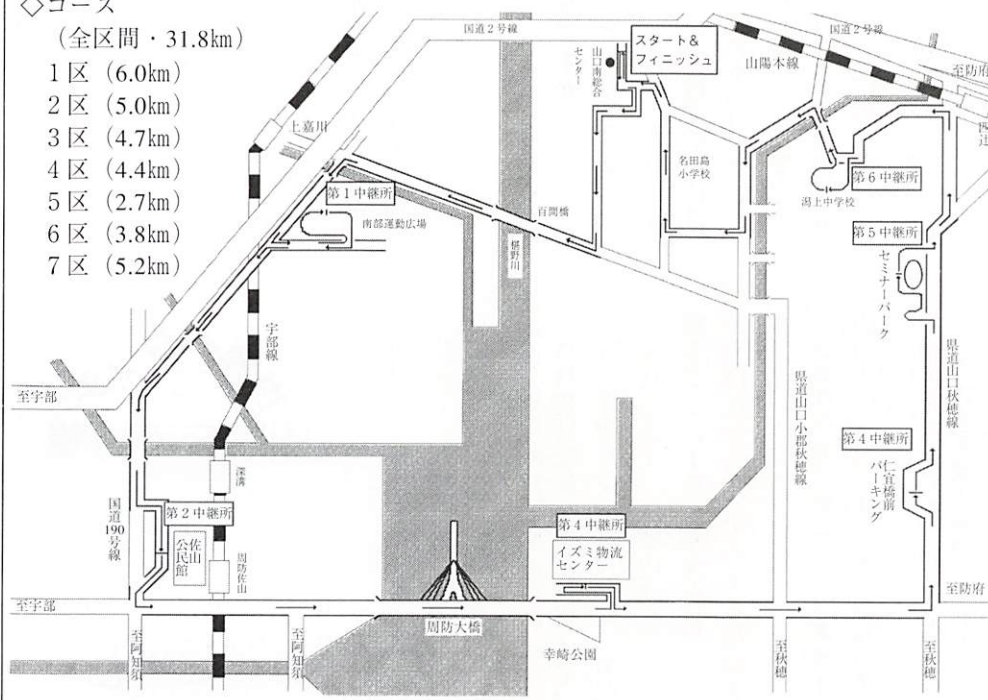 ◇コース
(全区間・31.8km)
1区 (6.0km)
2区 (5.0km)
3区 (4.7km)
4区 (4.4km)
5区 (2.7km)
6区 (3.8km)
7区 (5.2km)
国道2号線
山口南総合
センター
スタート&
フィニッシュ
山陽本線
国道2号線
至防府
四辻
上嘉川
第1中継所
南部運動広場
百間橋
椹野川
名田島
小学校
第6中継所
潟上中学校
第5中継所
セミナーパーク
宇部線
至宇部
県道山口秋穂線
県道山口小郡秋穂線
第4中継所
仁宜橋前
パーキング
深溝
国道190号線
第2中継所
佐山
公民館
周防佐山
第4中継所
イズミ物流
センター
至防府
至宇部
周防大橋
幸崎公園
至阿知須
至阿知須
至秋穂
至秋穂